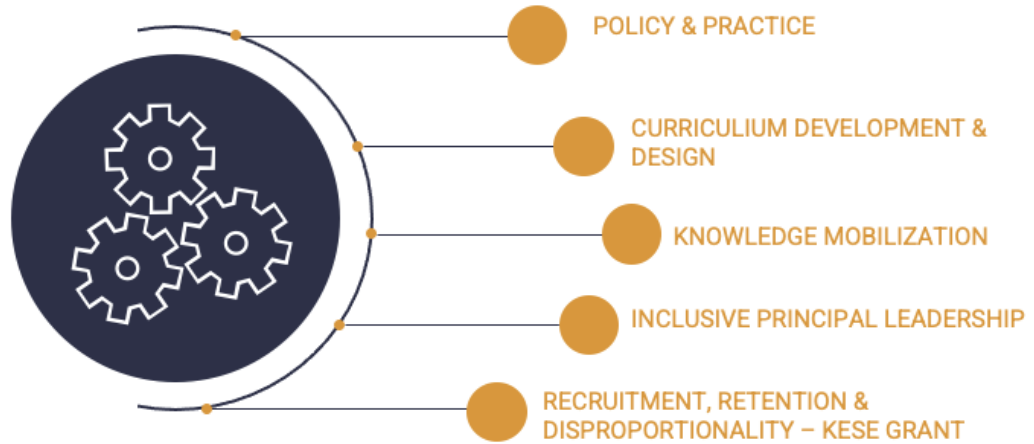 POLICY & PRACTICE
CURRICULIUM DEVELOPMENT &
DESIGN
KNOWLEDGE MOBILIZATION
INCLUSIVE PRINCIPAL LEADERSHIP
RECRUITMENT, RETENTION &
DISPROPORTIONALITY – KESE GRANT